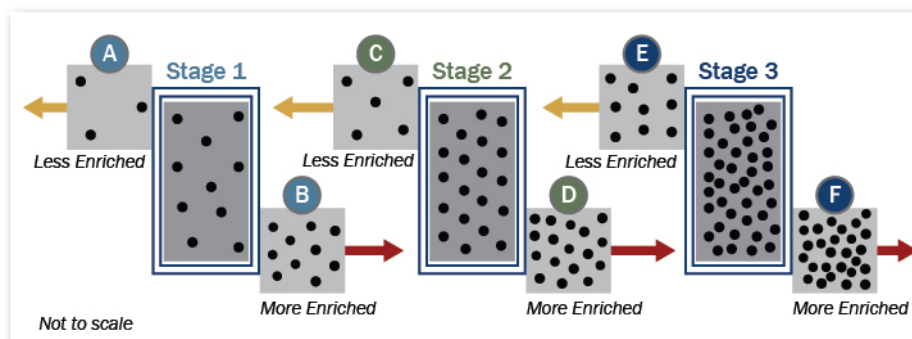 A
Stage 1
Less Enriched
B
More Enriched
C
Stage 2
Less Enriched
D
More Enriched
E
Stage 3
Less Enriched
F
More Enriched
Not to scale